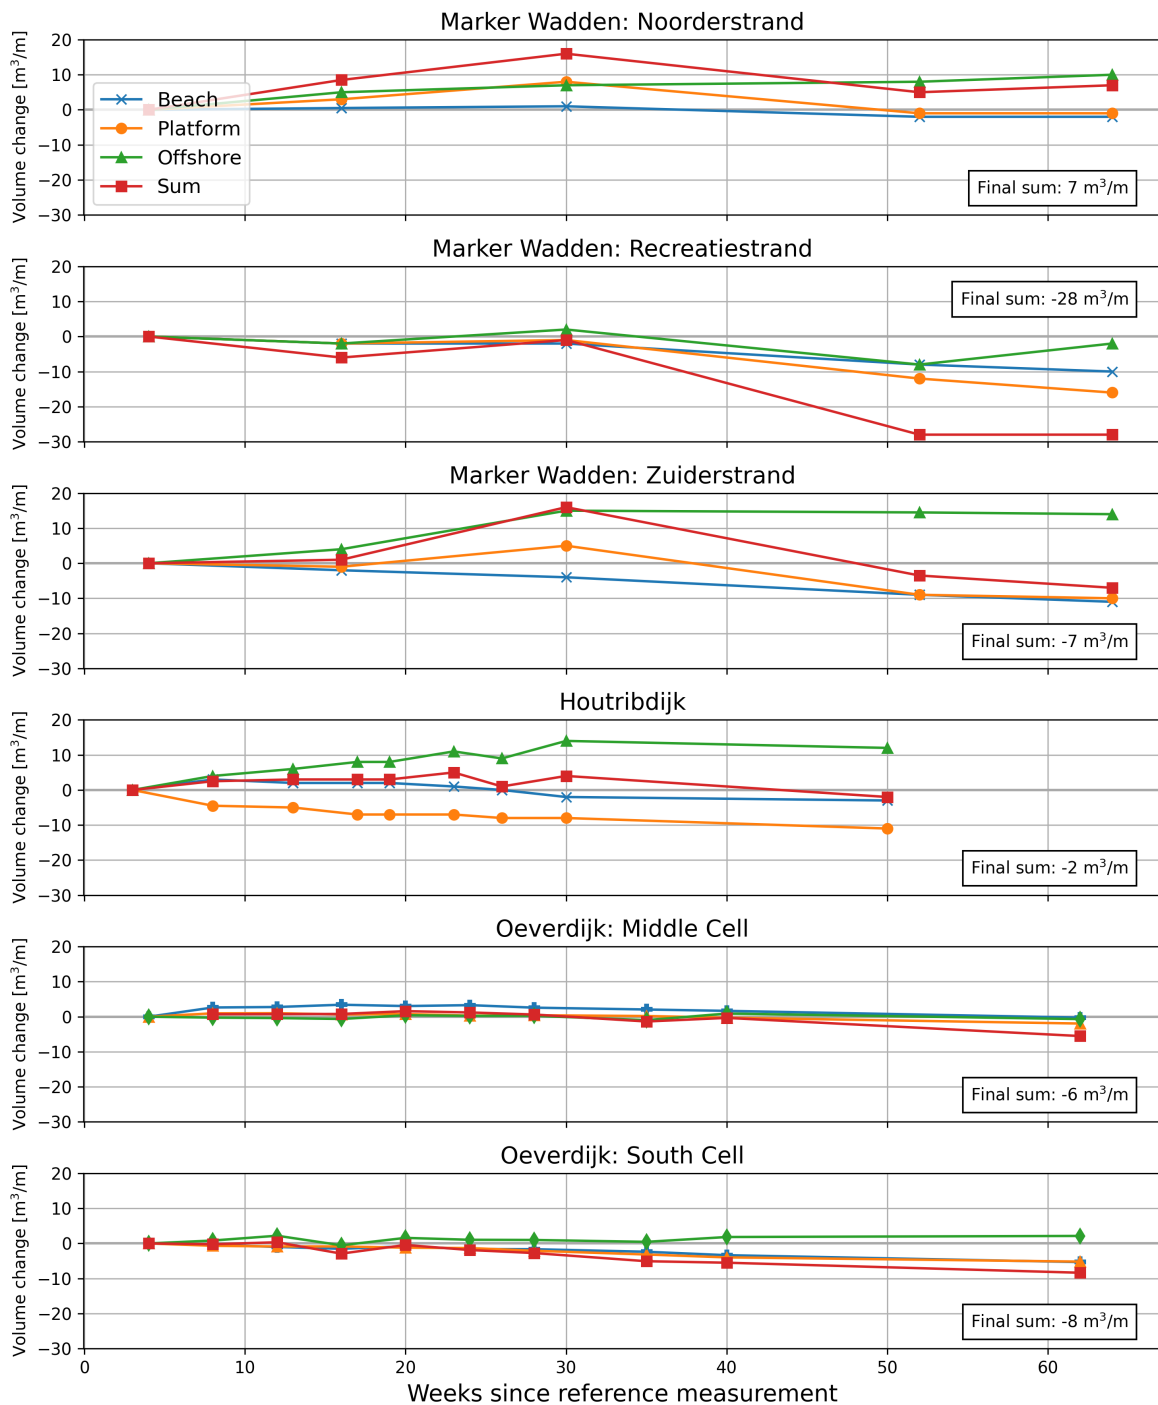 Marker Wadden: Noorderstrand
Volume change [m³/m]
20
10
0
−10
−20
−30
Beach
Platform
Offshore
Sum
Final sum: 7 m³/m
Marker Wadden: Recreatiestrand
Volume change [m³/m]
20
10
0
−10
−20
−30
Final sum: -28 m³/m
Marker Wadden: Zuiderstrand
Volume change [m³/m]
20
10
0
−10
−20
−30
Final sum: -7 m³/m
Houtribdijk
Volume change [m³/m]
20
10
0
−10
−20
−30
Final sum: -2 m³/m
Oeverdijk: Middle Cell
Volume change [m³/m]
20
10
0
−10
−20
−30
Final sum: -6 m³/m
Oeverdijk: South Cell
Volume change [m³/m]
20
10
0
−10
−20
−30
Final sum: -8 m³/m
0 10 20 30 40 50 60
Weeks since reference measurement